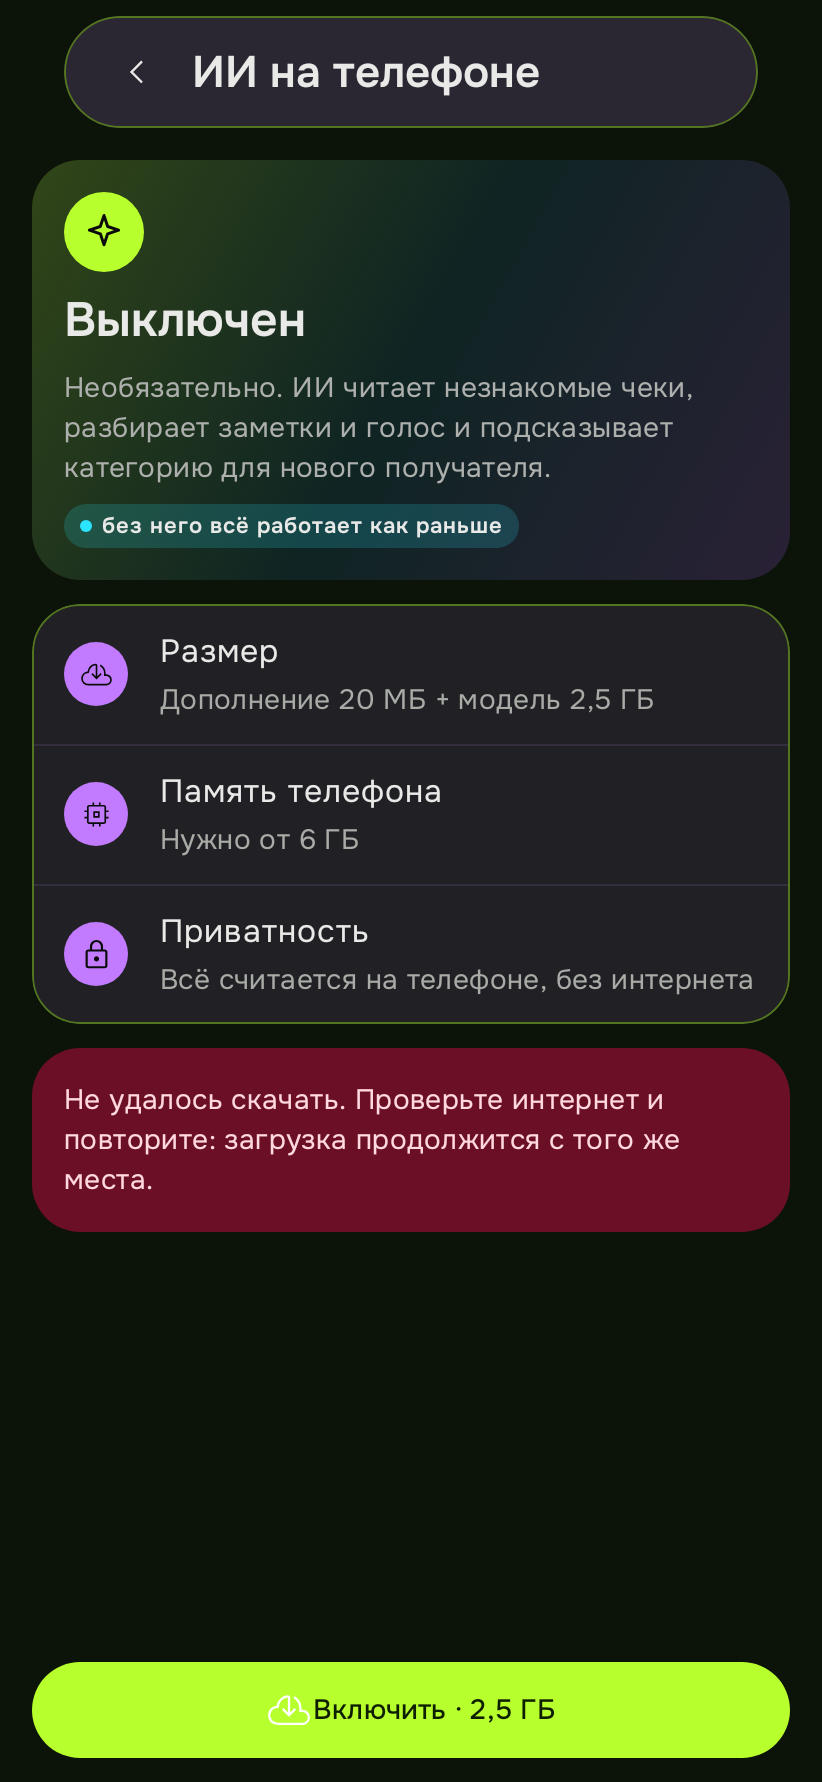 ИИ на телефоне
Выключен
Необязательно. ИИ читает незнакомые чеки,
разбирает заметки и голос и подсказывает
категорию для нового получателя.
без него всё работает как раньше
Размер
Дополнение 20 МБ + модель 2,5 ГБ
Память телефона
Нужно от 6 ГБ
Приватность
Всё считается на телефоне, без интернета
Не удалось скачать. Проверьте интернет и
повторите: загрузка продолжится с того же
места.
Включить · 2,5 ГБ